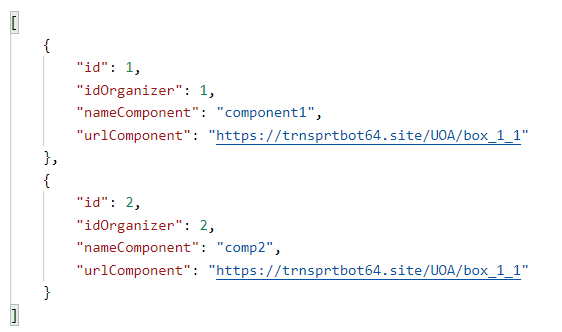 [
{
"id": 1,
"idOrganizer": 1,
"nameComponent": "component1",
"urlComponent": "https://trnsprtbot64.site/UOA/box_1_1"
},
{
"id": 2,
"idOrganizer": 2,
"nameComponent": "comp2",
"urlComponent": "https://trnsprtbot64.site/UOA/box_1_1"
}
]